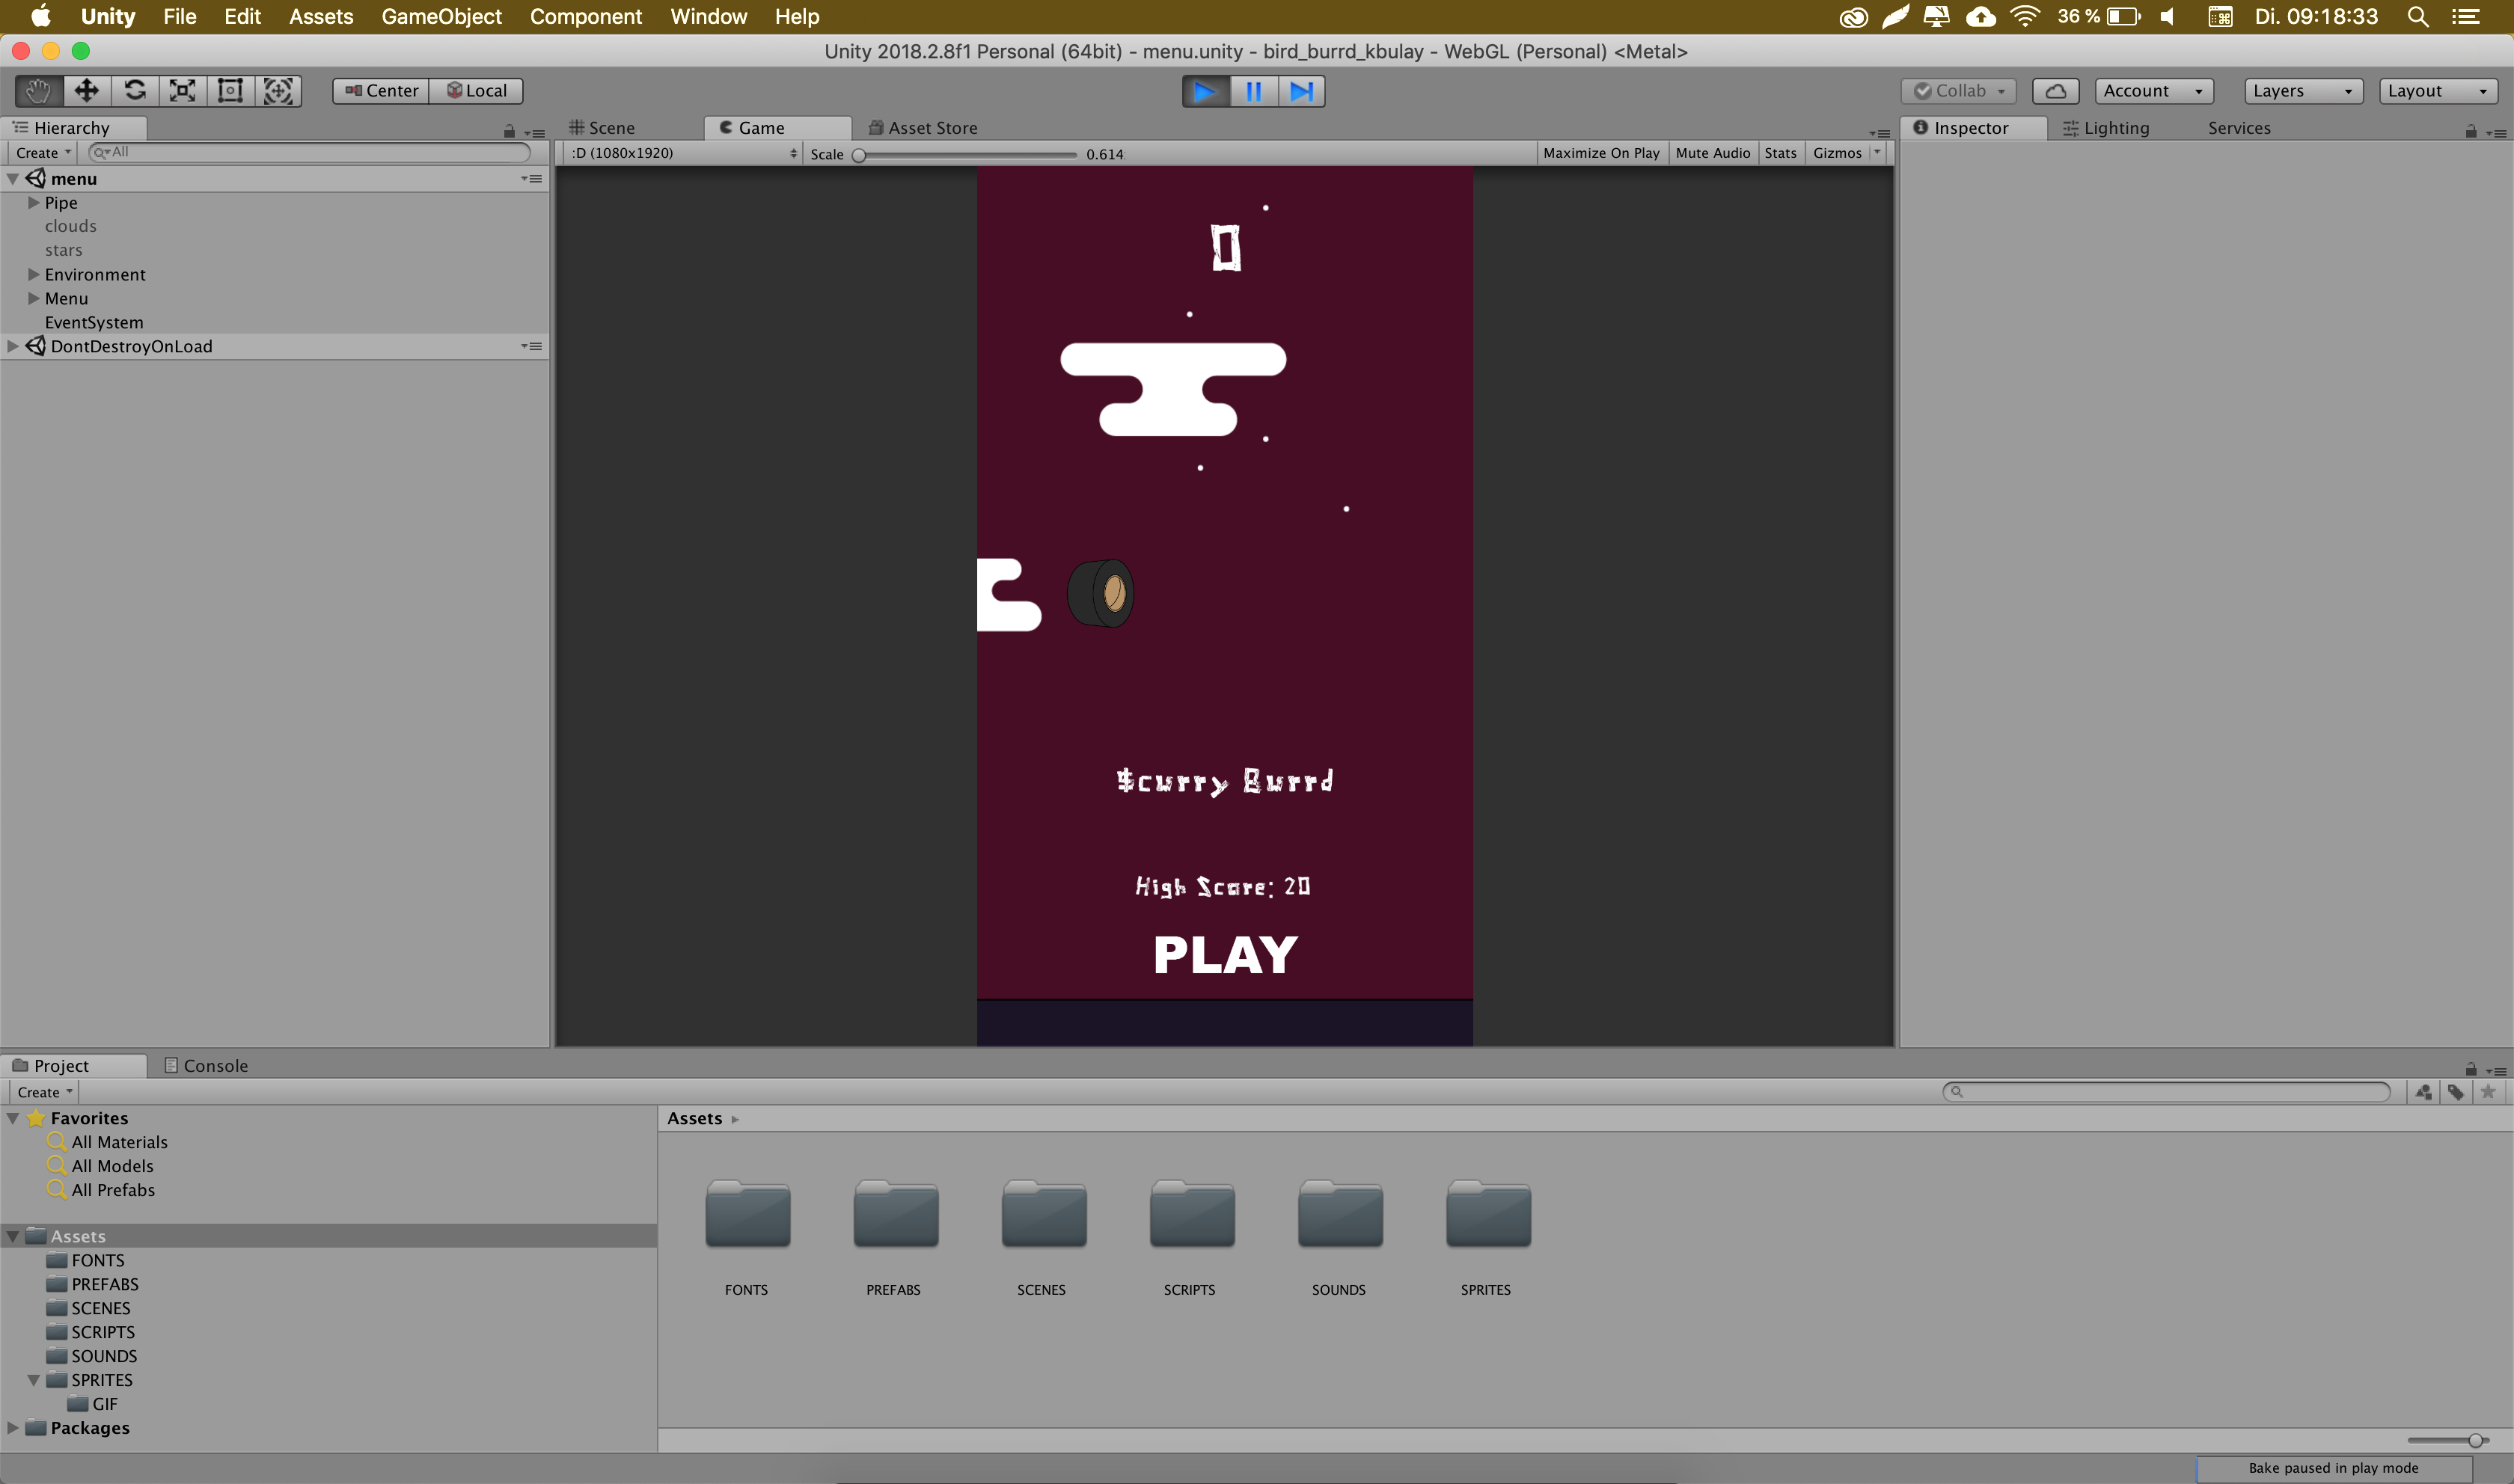 Unity File Edit Assets GameObject Component Window Help 36 % Di. 09:18:33
Unity 2018.2.8f1 Personal (64bit) - menu.unity - bird_burrd_kbulay - WebGL (Personal) <Metal>
Center Local Collab Account Layers Layout
Hierarchy Scene Game Asset Store Inspector Lighting Services
Create All :D (1080x1920) Scale 0.614 Maximize On Play Mute Audio Stats Gizmos
menu
Pipe
clouds
stars
Environment
Menu
EventSystem
DontDestroyOnLoad
0
$curry Burrd
High Score: 20
PLAY
Project Console
Create
Favorites
All Materials
All Models
All Prefabs
Assets
FONTS
PREFABS
SCENES
SCRIPTS
SOUNDS
SPRITES
GIF
Packages
Assets
FONTS PREFABS SCENES SCRIPTS SOUNDS SPRITES
Bake paused in play mode